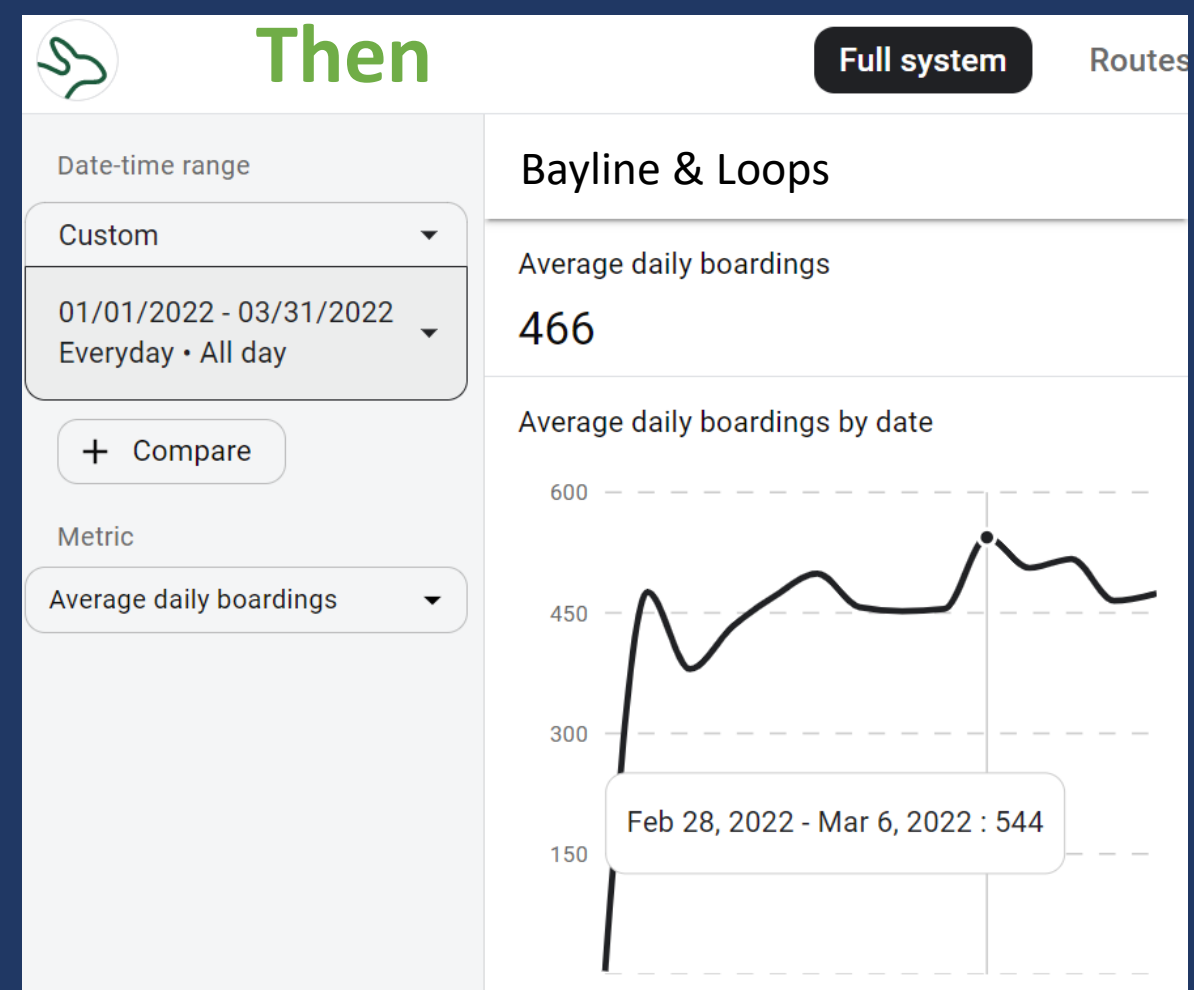 Then
Full system
Routes
Date-time range
Custom
01/01/2022 - 03/31/2022
Everyday • All day
+ Compare
Metric
Average daily boardings
Bayline & Loops
Average daily boardings
466
Average daily boardings by date
600
450
300
150
Feb 28, 2022 - Mar 6, 2022 : 544